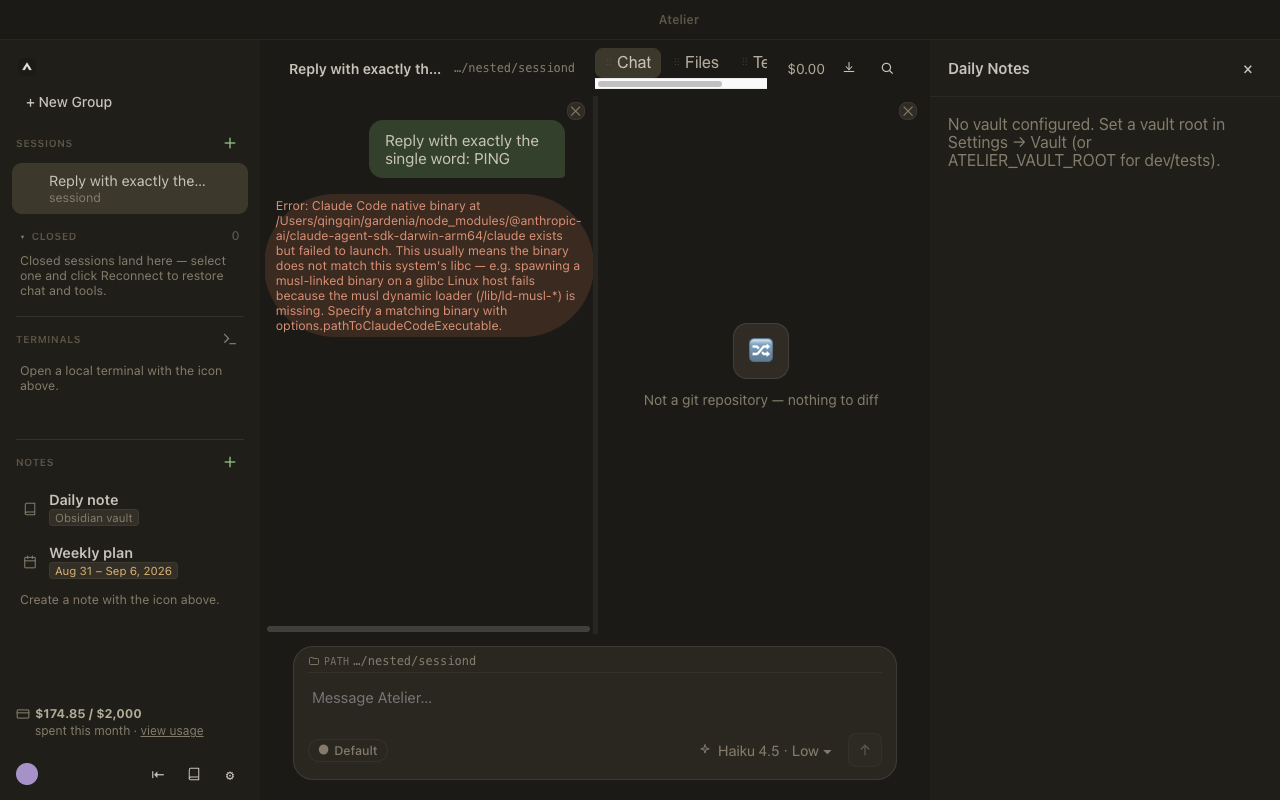 Atelier
+ New Group
SESSIONS
Reply with exactly the...
sessiond
CLOSED 0
Closed sessions land here — select
one and click Reconnect to restore
chat and tools.
TERMINALS
Open a local terminal with the icon
above.
NOTES
Daily note
Obsidian vault
Weekly plan
Aug 31 – Sep 6, 2026
Create a note with the icon above.
$174.85 / $2,000
spent this month · view usage
Reply with exactly th... …/nested/sessiond
Chat Files Te
$0.00
Reply with exactly the
single word: PING
Error: Claude Code native binary at
/Users/qingqin/gardenia/node_modules/@anthropic-
ai/claude-agent-sdk-darwin-arm64/claude exists
but failed to launch. This usually means the binary
does not match this system's libc — e.g. spawning a
musl-linked binary on a glibc Linux host fails
because the musl dynamic loader (/lib/ld-musl-*) is
missing. Specify a matching binary with
options.pathToClaudeCodeExecutable.
Not a git repository — nothing to diff
PATH …/nested/sessiond
Message Atelier...
Default
Haiku 4.5 · Low
Daily Notes
No vault configured. Set a vault root in
Settings → Vault (or
ATELIER_VAULT_ROOT for dev/tests).